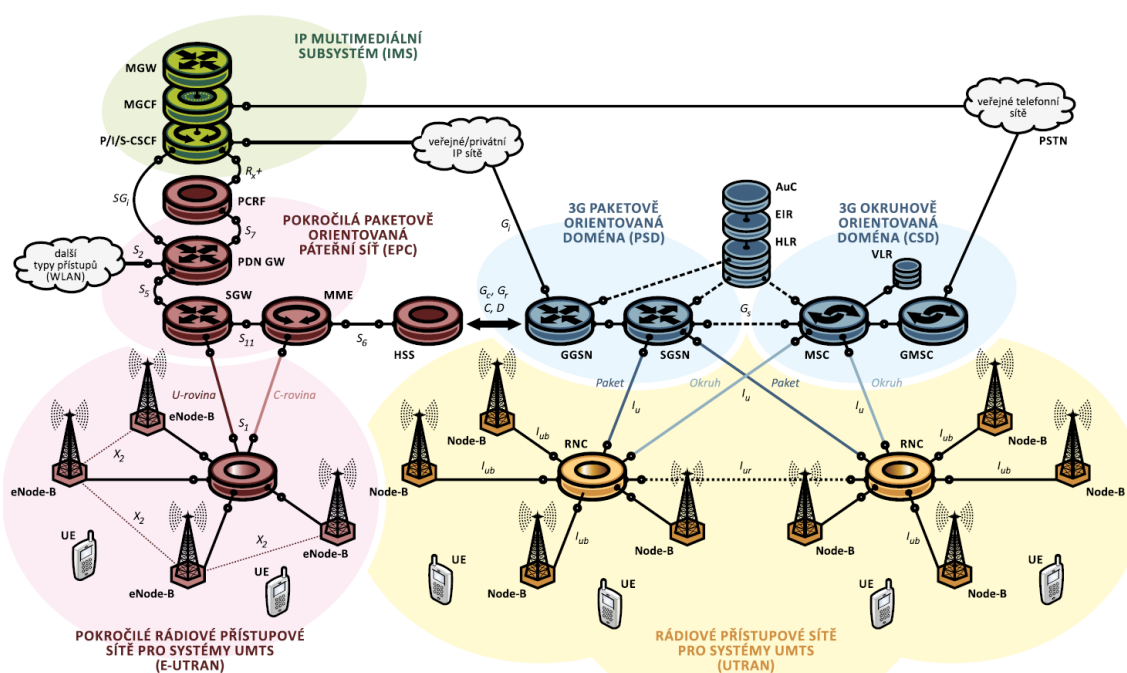 IP MULTIMEDIÁLNÍ
SUBSYSTÉM (IMS)
MGW
MGCF
P/I/S-CSCF
veřejné telefonní
sítě
PSTN
veřejné/privátní
IP sítě
Rx+
SGi
PCRF
S7
POKROČILÁ PAKETOVĚ
ORIENTOVANÁ
PÁTEŘNÍ SÍŤ (EPC)
další
typy přístupů
(WLAN)
S2
PDN GW
S5
SGW
MME
S11
S6
HSS
Gc, Gr
C, D
Gi
3G PAKETOVĚ
ORIENTOVANÁ
DOMÉNA (PSD)
AuC
EIR
HLR
3G OKRUHOVĚ
ORIENTOVANÁ
DOMÉNA (CSD)
VLR
Gs
GGSN
SGSN
MSC
GMSC
U-rovina
C-rovina
S1
Paket
Okruh
Paket
Okruh
Iu
Iu
Iu
eNode-B
X2
eNode-B
X2
X2
eNode-B
eNode-B
UE
UE
Node-B
Iub
RNC
Node-B
Iub
Iur
Node-B
Iub
Node-B
RNC
Iub
Node-B
Iub
Node-B
Node-B
Iub
Node-B
UE
UE
UE
UE
POKROČILÉ RÁDIOVÉ PŘÍSTUPOVÉ
SÍTĚ PRO SYSTÉMY UMTS
(E-UTRAN)
RÁDIOVÉ PŘÍSTUPOVÉ SÍTĚ
PRO SYSTÉMY UMTS
(UTRAN)